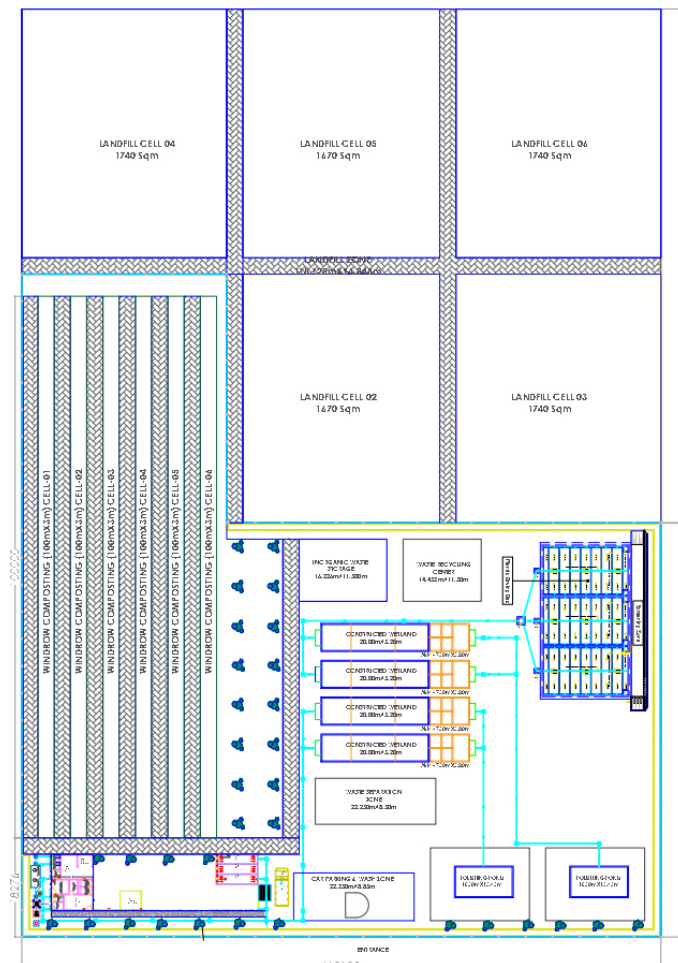 LANDFILL CELL 04
1740 Sqm
LANDFILL CELL 05
1670 Sqm
LANDFILL CELL 06
1740 Sqm
LANDFILL ZONE
LANDFILL CELL 02
1670 Sqm
LANDFILL CELL 03
1740 Sqm
WINDROW COMPOSTING (100mX3m) CELL-01
WINDROW COMPOSTING (100mX3m) CELL-02
WINDROW COMPOSTING (100mX3m) CELL-03
WINDROW COMPOSTING (100mX3m) CELL-04
WINDROW COMPOSTING (100mX3m) CELL-05
WINDROW COMPOSTING (100mX3m) CELL-06
INORGANIC WASTE
STORAGE
WASTE RECYCLING
CENTER
CONSTRUCTED WETLAND
CONSTRUCTED WETLAND
CONSTRUCTED WETLAND
CONSTRUCTED WETLAND
WASTE SEPARATION
ZONE
CAR PARKING & WASH ZONE
POLISHING POND
POLISHING POND
ENTRANCE